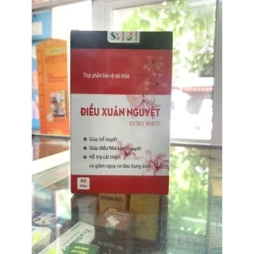 Thực phẩm bảo vệ sức khỏe
ĐIỀU XUÂN NGUYỆT
Giúp bổ huyết
Giúp điều hòa kinh nguyệt
Hỗ trợ cải thiện
và giảm nguy cơ đau bụng kinh